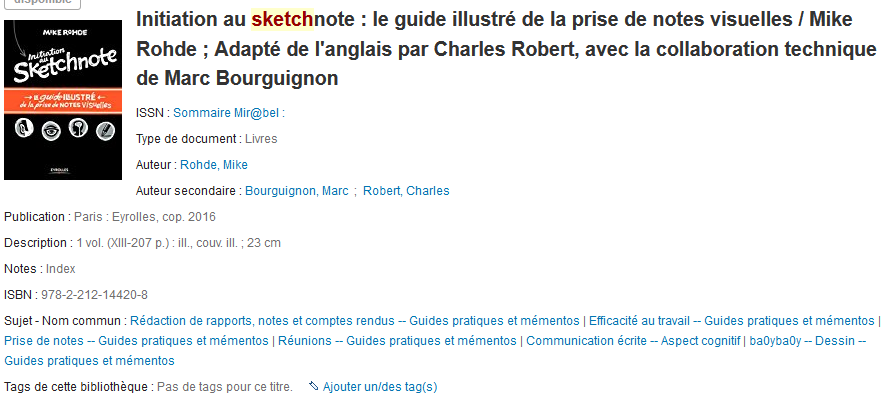 disponible
Initiation au sketchnote : le guide illustré de la prise de notes visuelles / Mike
Rohde ; Adapté de l'anglais par Charles Robert, avec la collaboration technique
de Marc Bourguignon
MIKE ROHDE
Initiation
au
Sketchnote
LE guide ILLUSTRÉ
de la prise de NOTES VISUELLES
EYROLLES
ISSN : Sommaire Mir@bel :
Type de document : Livres
Auteur : Rohde, Mike
Auteur secondaire : Bourguignon, Marc ; Robert, Charles
Publication : Paris : Eyrolles, cop. 2016
Description : 1 vol. (XIII-207 p.) : ill., couv. ill. ; 23 cm
Notes : Index
ISBN : 978-2-212-14420-8
Sujet - Nom commun : Rédaction de rapports, notes et comptes rendus -- Guides pratiques et mémentos | Efficacité au travail -- Guides pratiques et mémentos |
Prise de notes -- Guides pratiques et mémentos | Réunions -- Guides pratiques et mémentos | Communication écrite -- Aspect cognitif | ba0yba0y -- Dessin --
Guides pratiques et mémentos
Tags de cette bibliothèque : Pas de tags pour ce titre. Ajouter un/des tag(s)